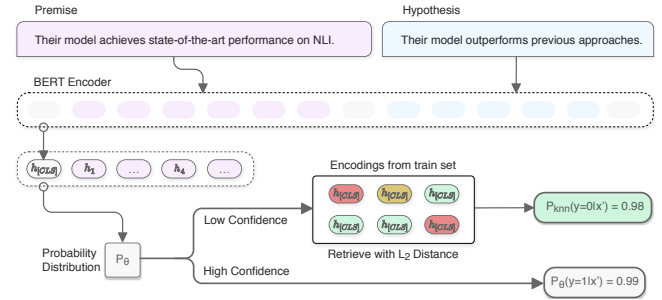 Premise
Hypothesis
Their model achieves state-of-the-art performance on NLI.
Their model outperforms previous approaches.
BERT Encoder
h[CLS]
h1
...
h4
...
Encodings from train set
h[CLS]
h[CLS]
h[CLS]
h[CLS]
h[CLS]
h[CLS]
Retrieve with L2 Distance
Low Confidence
Pknn(y=0|x') = 0.98
Probability
Distribution
Pθ
High Confidence
Pθ(y=1|x') = 0.99